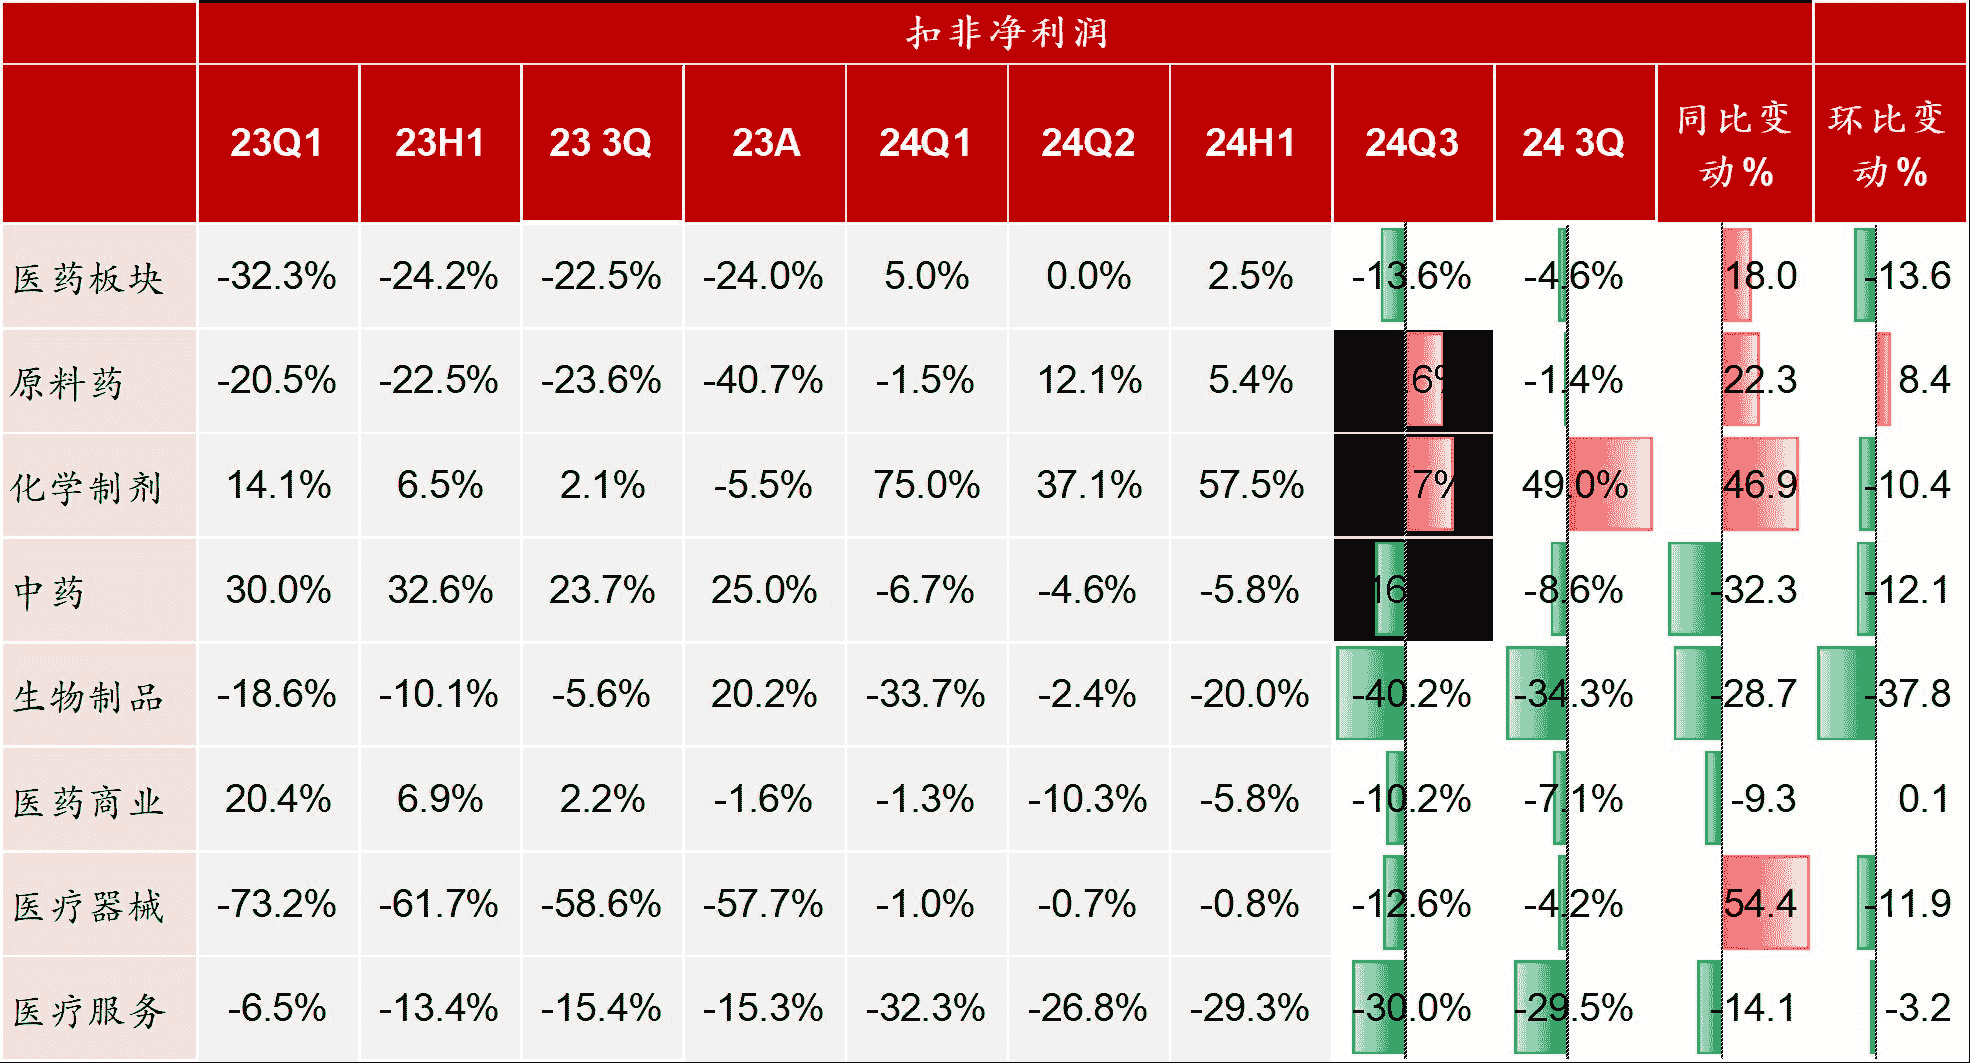 扣非净利润
23Q1 23H1 23 3Q 23A 24Q1 24Q2 24H1 24Q3 24 3Q 同比变动% 环比变动%
医药板块 -32.3% -24.2% -22.5% -24.0% 5.0% 0.0% 2.5% -13.6% -4.6% 18.0 -13.6
原料药 -20.5% -22.5% -23.6% -40.7% -1.5% 12.1% 5.4% .6% -1.4% 22.3 8.4
化学制剂 14.1% 6.5% 2.1% -5.5% 75.0% 37.1% 57.5% .7% 49.0% 46.9 -10.4
中药 30.0% 32.6% 23.7% 25.0% -6.7% -4.6% -5.8% 16 -8.6% -32.3 -12.1
生物制品 -18.6% -10.1% -5.6% 20.2% -33.7% -2.4% -20.0% -40.2% -34.3% -28.7 -37.8
医药商业 20.4% 6.9% 2.2% -1.6% -1.3% -10.3% -5.8% -10.2% -7.1% -9.3 0.1
医疗器械 -73.2% -61.7% -58.6% -57.7% -1.0% -0.7% -0.8% -12.6% -4.2% 54.4 -11.9
医疗服务 -6.5% -13.4% -15.4% -15.3% -32.3% -26.8% -29.3% -30.0% -29.5% -14.1 -3.2